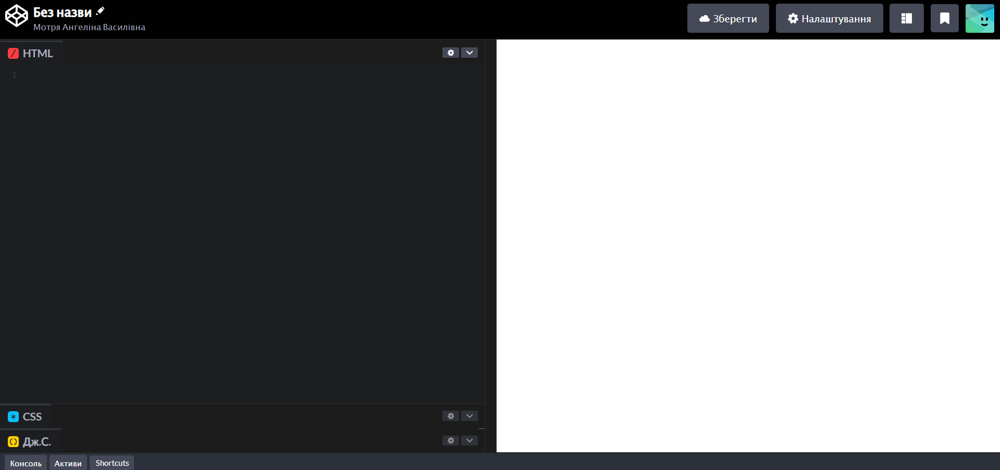 Без назви
Мотря Ангеліна Василівна
Зберегти
Налаштування
HTML
1
CSS
Дж.С.
Консоль
Активи
Shortcuts